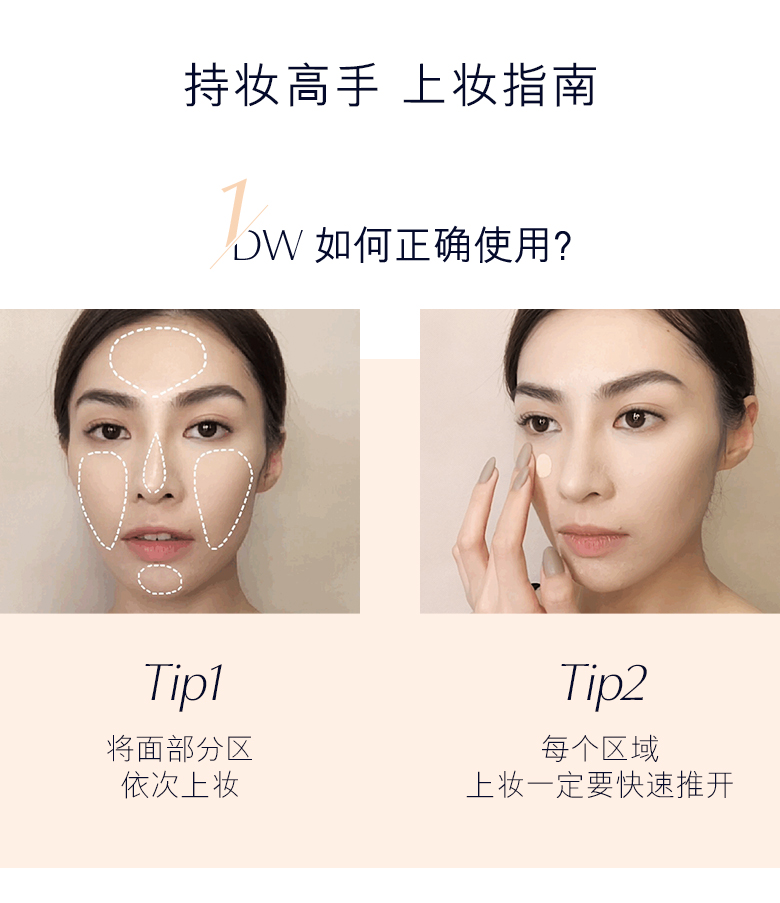 持妆高手 上妆指南
1
DW 如何正确使用?
Tip1
将面部分区
依次上妆
Tip2
每个区域
上妆一定要快速推开